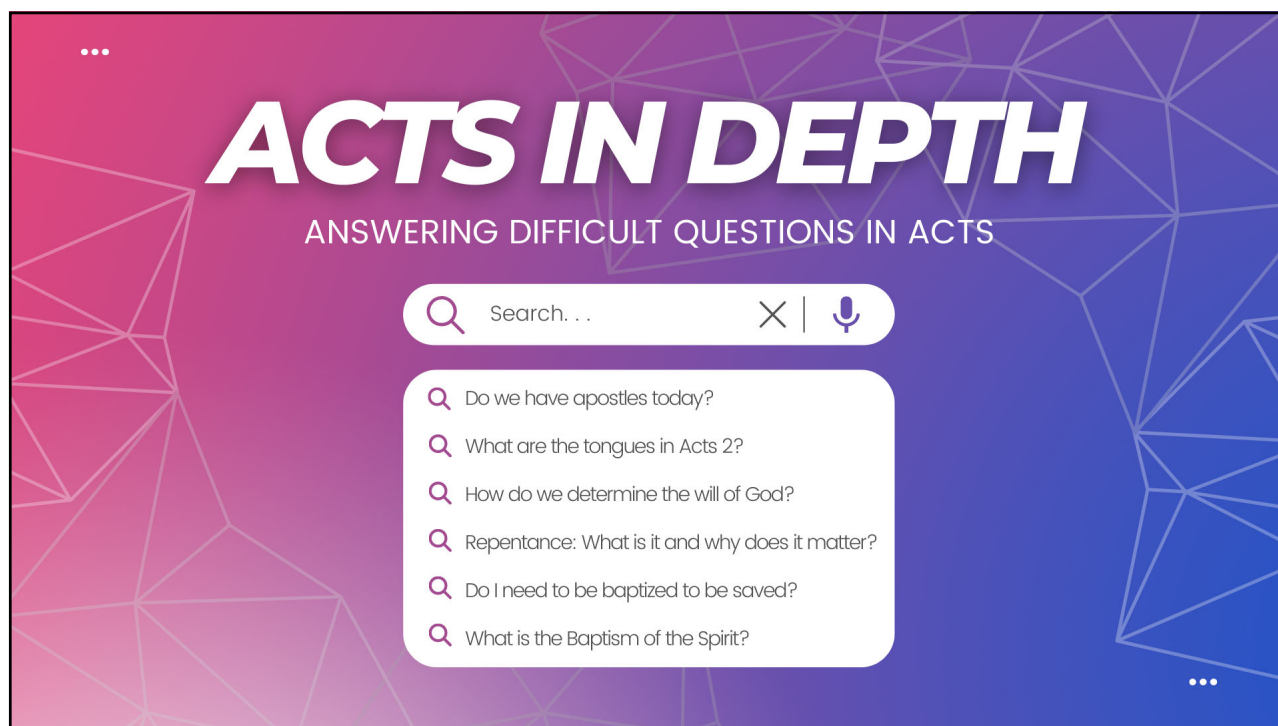 ACTS IN DEPTH
ANSWERING DIFFICULT QUESTIONS IN ACTS
Search. . .
Do we have apostles today?
What are the tongues in Acts 2?
How do we determine the will of God?
Repentance: What is it and why does it matter?
Do I need to be baptized to be saved?
What is the Baptism of the Spirit?